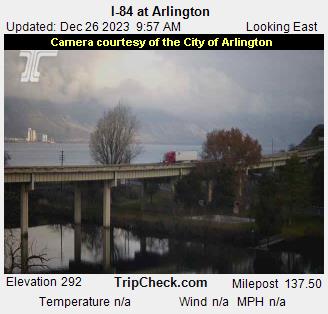 I-84 at Arlington
Updated: Dec 26 2023 9:57 AM Looking East
Camera courtesy of the City of Arlington
Elevation 292 TripCheck.com Milepost 137.50
Temperature n/a Wind n/a MPH n/a